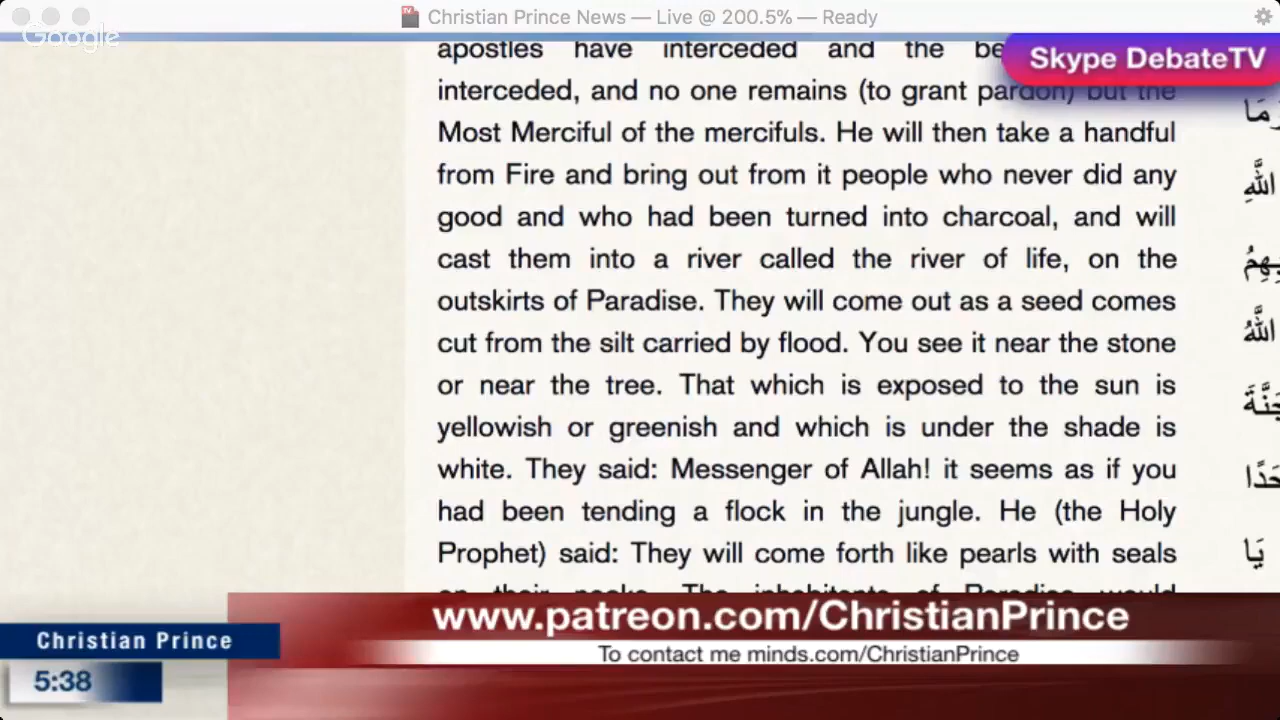 Christian Prince News — Live @ 200.5% — Ready
Google
Skype DebateTV
apostles have interceded and the
interceded, and no one remains (to grant pardon) but the
Most Merciful of the mercifuls. He will then take a handful
from Fire and bring out from it people who never did any
good and who had been turned into charcoal, and will
cast them into a river called the river of life, on the
outskirts of Paradise. They will come out as a seed comes
cut from the silt carried by flood. You see it near the stone
or near the tree. That which is exposed to the sun is
yellowish or greenish and which is under the shade is
white. They said: Messenger of Allah! it seems as if you
had been tending a flock in the jungle. He (the Holy
Prophet) said: They will come forth like pearls with seals
اللَّهِ
اللَّهُ
يَا
www.patreon.com/ChristianPrince
To contact me minds.com/ChristianPrince
Christian Prince
5:38